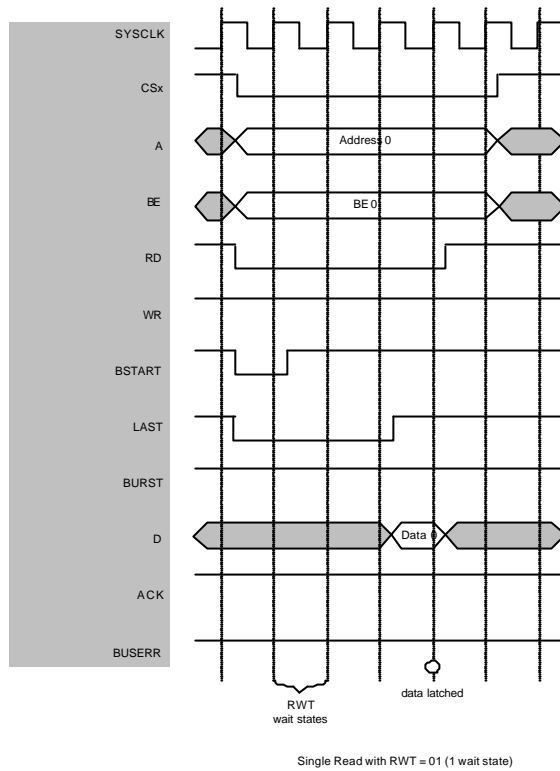 SYSCLK
CSx
A
Address 0
BE
BE 0
RD
WR
BSTART
LAST
BURST
D
Data 0
ACK
BUSERR
RWT
wait states
data latched
Single Read with RWT = 01 (1 wait state)